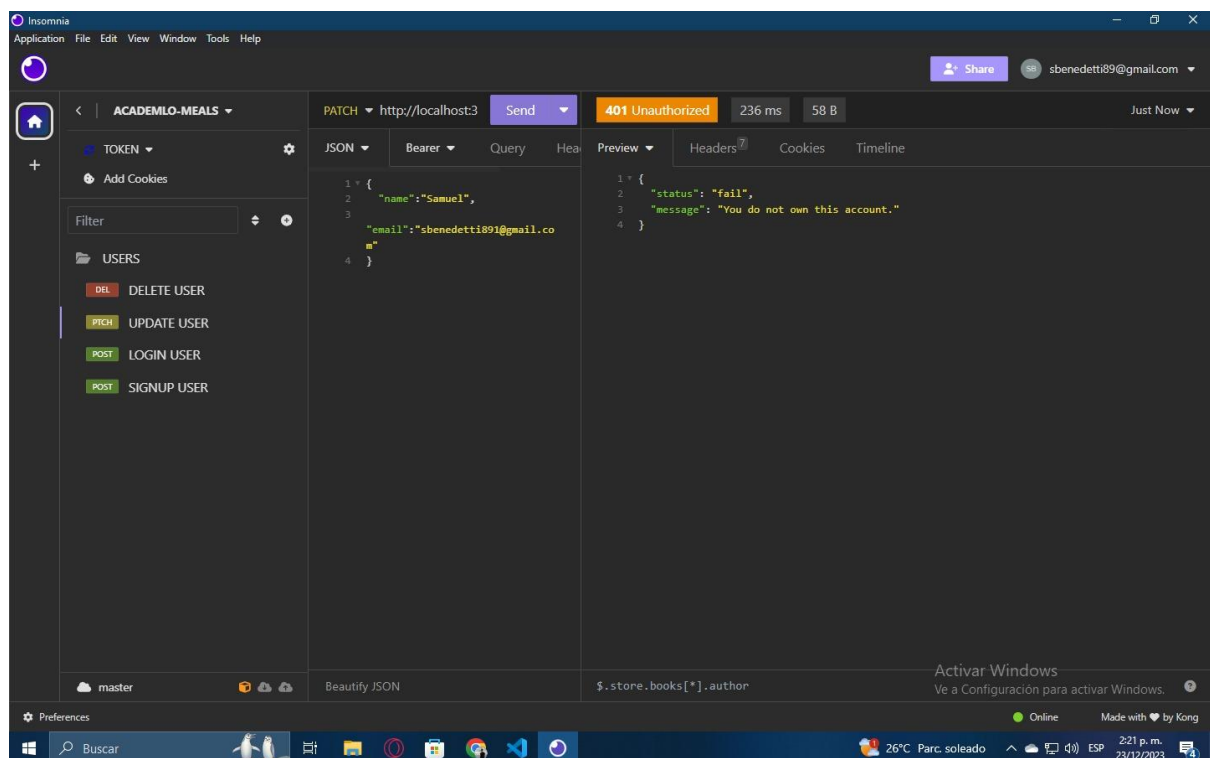 Insomnia
Application File Edit View Window Tools Help
Share SB sbenedetti89@gmail.com
ACADEMLO-MEALS
PATCH http://localhost:3 Send
401 Unauthorized 236 ms 58 B Just Now
TOKEN
JSON Bearer Query Hea
Preview Headers 7 Cookies Timeline
Add Cookies
Filter
USERS
DEL DELETE USER
PTCH UPDATE USER
POST LOGIN USER
POST SIGNUP USER
1 {
2 "name":"Samuel",
3
"email":"sbenedetti891@gmail.co
m"
4 }
1 {
2 "status": "fail",
3 "message": "You do not own this account."
4 }
master
Beautify JSON
$.store.books[*].author
Activar Windows
Ve a Configuración para activar Windows.
Preferences
Online Made with ❤ by Kong
Buscar
26°C Parc. soleado ESP 2:21 p. m.
23/12/2023 4